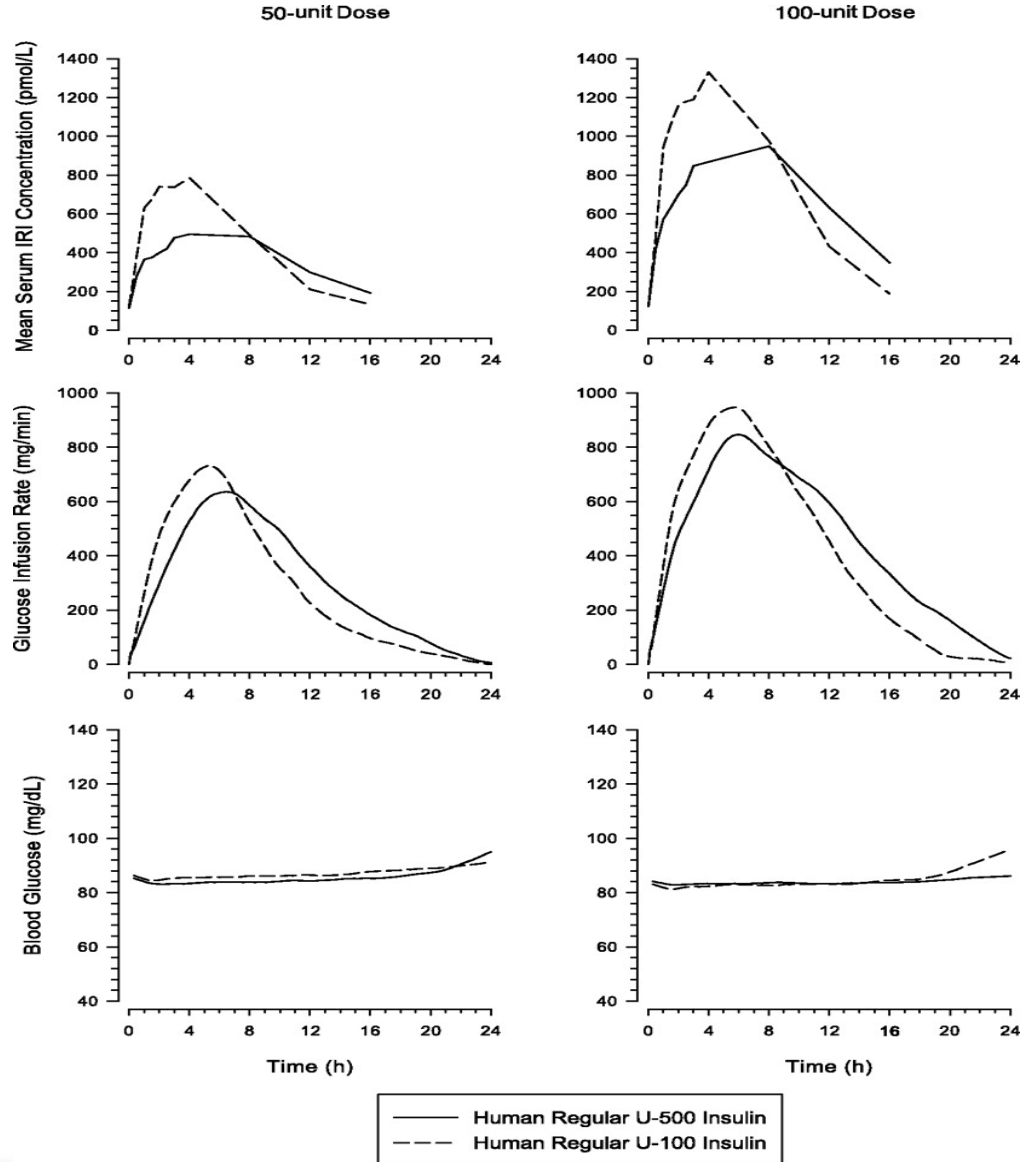 50-unit Dose
100-unit Dose
Mean Serum IRI Concentration (pmol/L)
1400
1200
1000
800
600
400
200
0
0 4 8 12 16 20 24
1400
1200
1000
800
600
400
200
0
0 4 8 12 16 20 24
Glucose Infusion Rate (mg/min)
1000
800
600
400
200
0
0 4 8 12 16 20 24
1000
800
600
400
200
0
0 4 8 12 16 20 24
Blood Glucose (mg/dL)
140
120
100
80
60
40
0 4 8 12 16 20 24
Time (h)
140
120
100
80
60
40
0 4 8 12 16 20 24
Time (h)
Human Regular U-500 Insulin
Human Regular U-100 Insulin